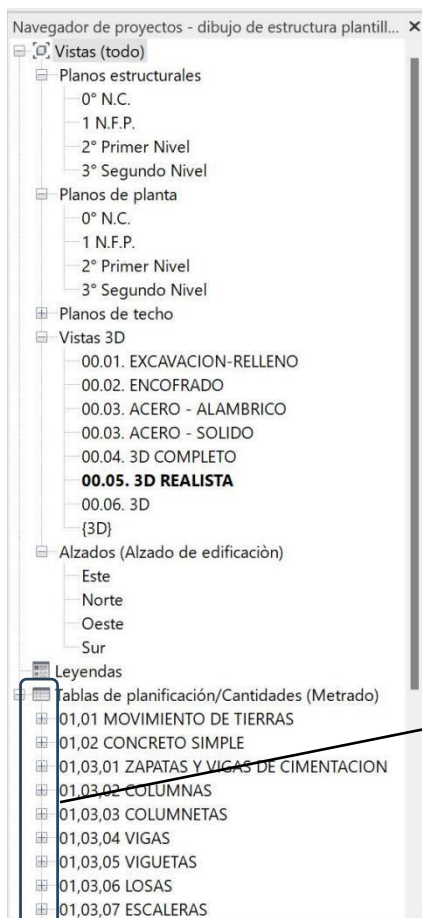 Navegador de proyectos - dibujo de estructura plantill...
Vistas (todo)
Planos estructurales
0° N.C.
1 N.F.P.
2° Primer Nivel
3° Segundo Nivel
Planos de planta
0° N.C.
1 N.F.P.
2° Primer Nivel
3° Segundo Nivel
Planos de techo
Vistas 3D
00.01. EXCAVACION-RELLENO
00.02. ENCOFRADO
00.03. ACERO - ALAMBRICO
00.03. ACERO - SOLIDO
00.04. 3D COMPLETO
00.05. 3D REALISTA
00.06. 3D
{3D}
Alzados (Alzado de edificaciòn)
Este
Norte
Oeste
Sur
Leyendas
Tablas de planificación/Cantidades (Metrado)
01,01 MOVIMIENTO DE TIERRAS
01,02 CONCRETO SIMPLE
01,03,01 ZAPATAS Y VIGAS DE CIMENTACION
01,03,02 COLUMNAS
01,03,03 COLUMNETAS
01,03,04 VIGAS
01,03,05 VIGUETAS
01,03,06 LOSAS
01,03,07 ESCALERAS